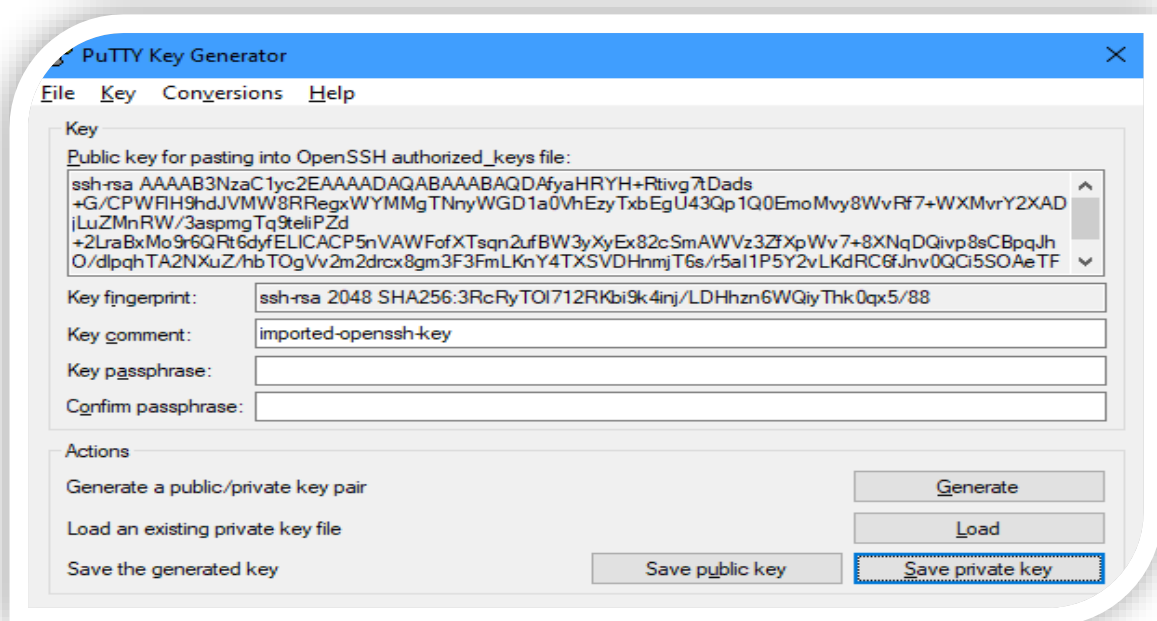 PuTTY Key Generator
File Key Conversions Help
Key
Public key for pasting into OpenSSH authorized_keys file:
ssh-rsa AAAAB3NzaC1yc2EAAAADAQABAAABAQDAfyaHRYH+Rtivg7tDads
+G/CPWFlH9hdJVMW8RRegxWYMMgTNnyWGD1a0VhEzyTxbEgU43Qp1Q0EmoMvy8WvRf7+WXMvrY2XAD
jLuZMnRW/3aspmgTq9teliPZd
+2LraBxMo9r6QRt6dyfELICACP5nVAWFofXTsqn2ufBW3yXyEx82cSmAWVz3ZfXpWv7+8XNqDQivp8sCBpqJh
O/dlpqhTA2NXuZ/hbTOgVv2m2drcx8gm3F3FmLKnY4TXSVDHnmjT6s/r5aI1P5Y2vLKdRC6fJnv0QCi5SOAeTF
Key fingerprint: ssh-rsa 2048 SHA256:3RcRyTOl712RKbi9k4inj/LDHhzn6WQiyThk0qx5/88
Key comment: imported-openssh-key
Key passphrase:
Confirm passphrase:
Actions
Generate a public/private key pair Generate
Load an existing private key file Load
Save the generated key Save public key Save private key